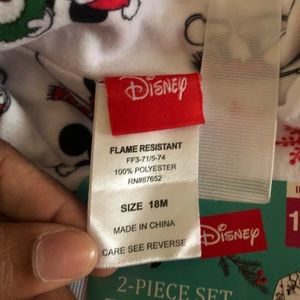 Disney
FLAME RESISTANT
FF3-71/5-74
100% POLYESTER
RN#87652
SIZE 18M
MADE IN CHINA
CARE SEE REVERSE
Disney
2-PIECE SET